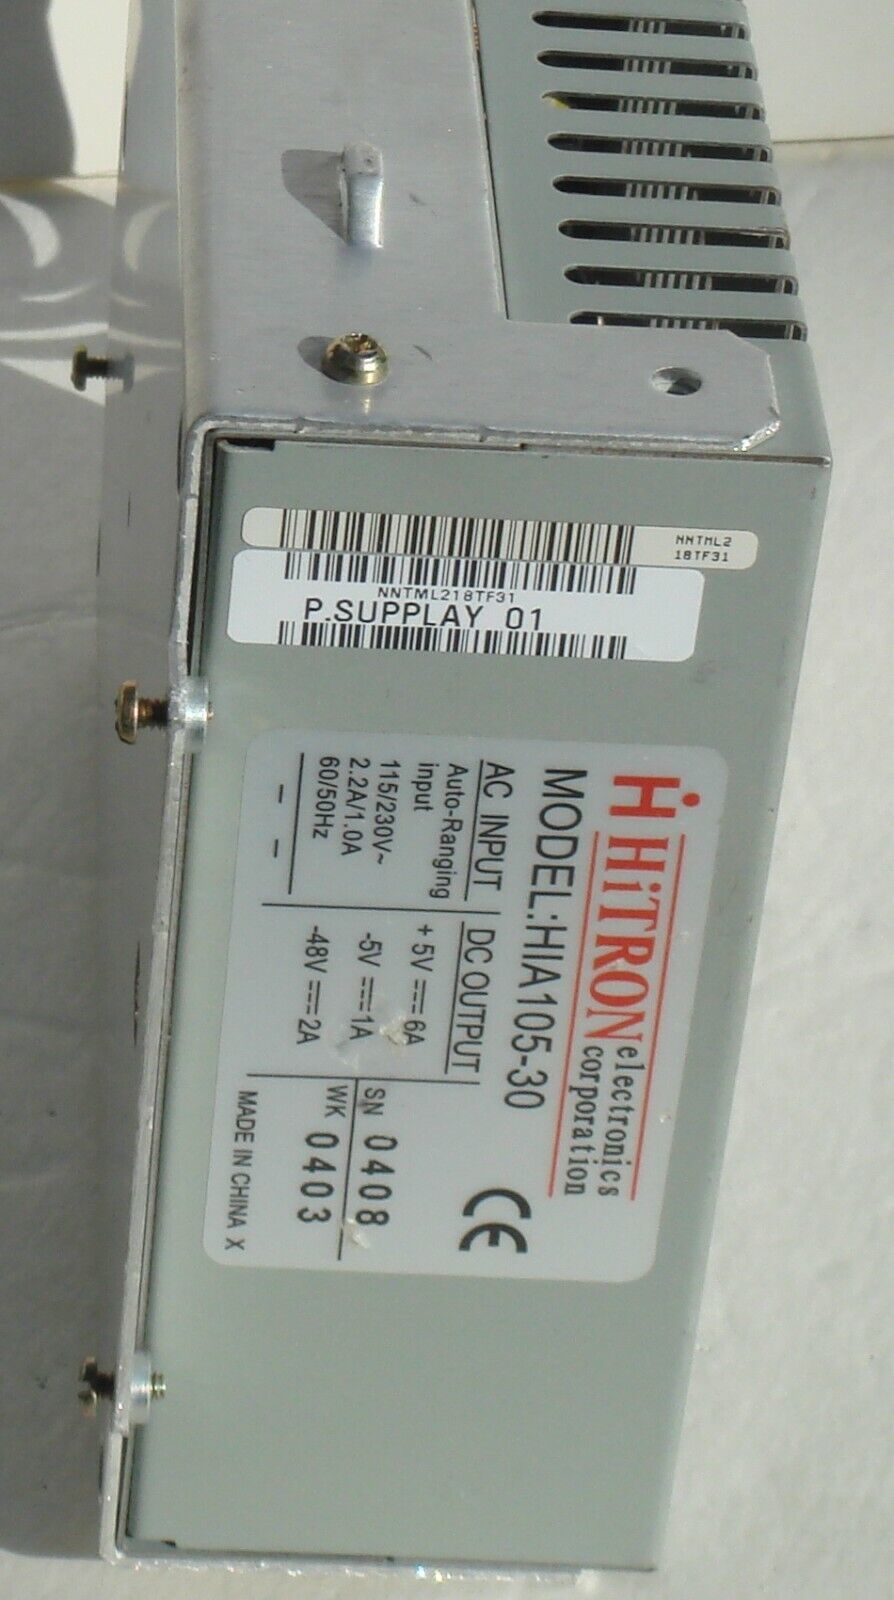 NNTML2
18TF31
NNTML218TF31
P.SUPPLAY 01
HiTRON electronics corporation
MODEL:HIA105-30
AC INPUT
Auto-Ranging
input
115/230V~
2.2A/1.0A
60/50Hz
– –
DC OUTPUT
+5V⎓6A
-5V⎓1A
-48V⎓2A
CE
SN 0408
WK 0403
MADE IN CHINA X